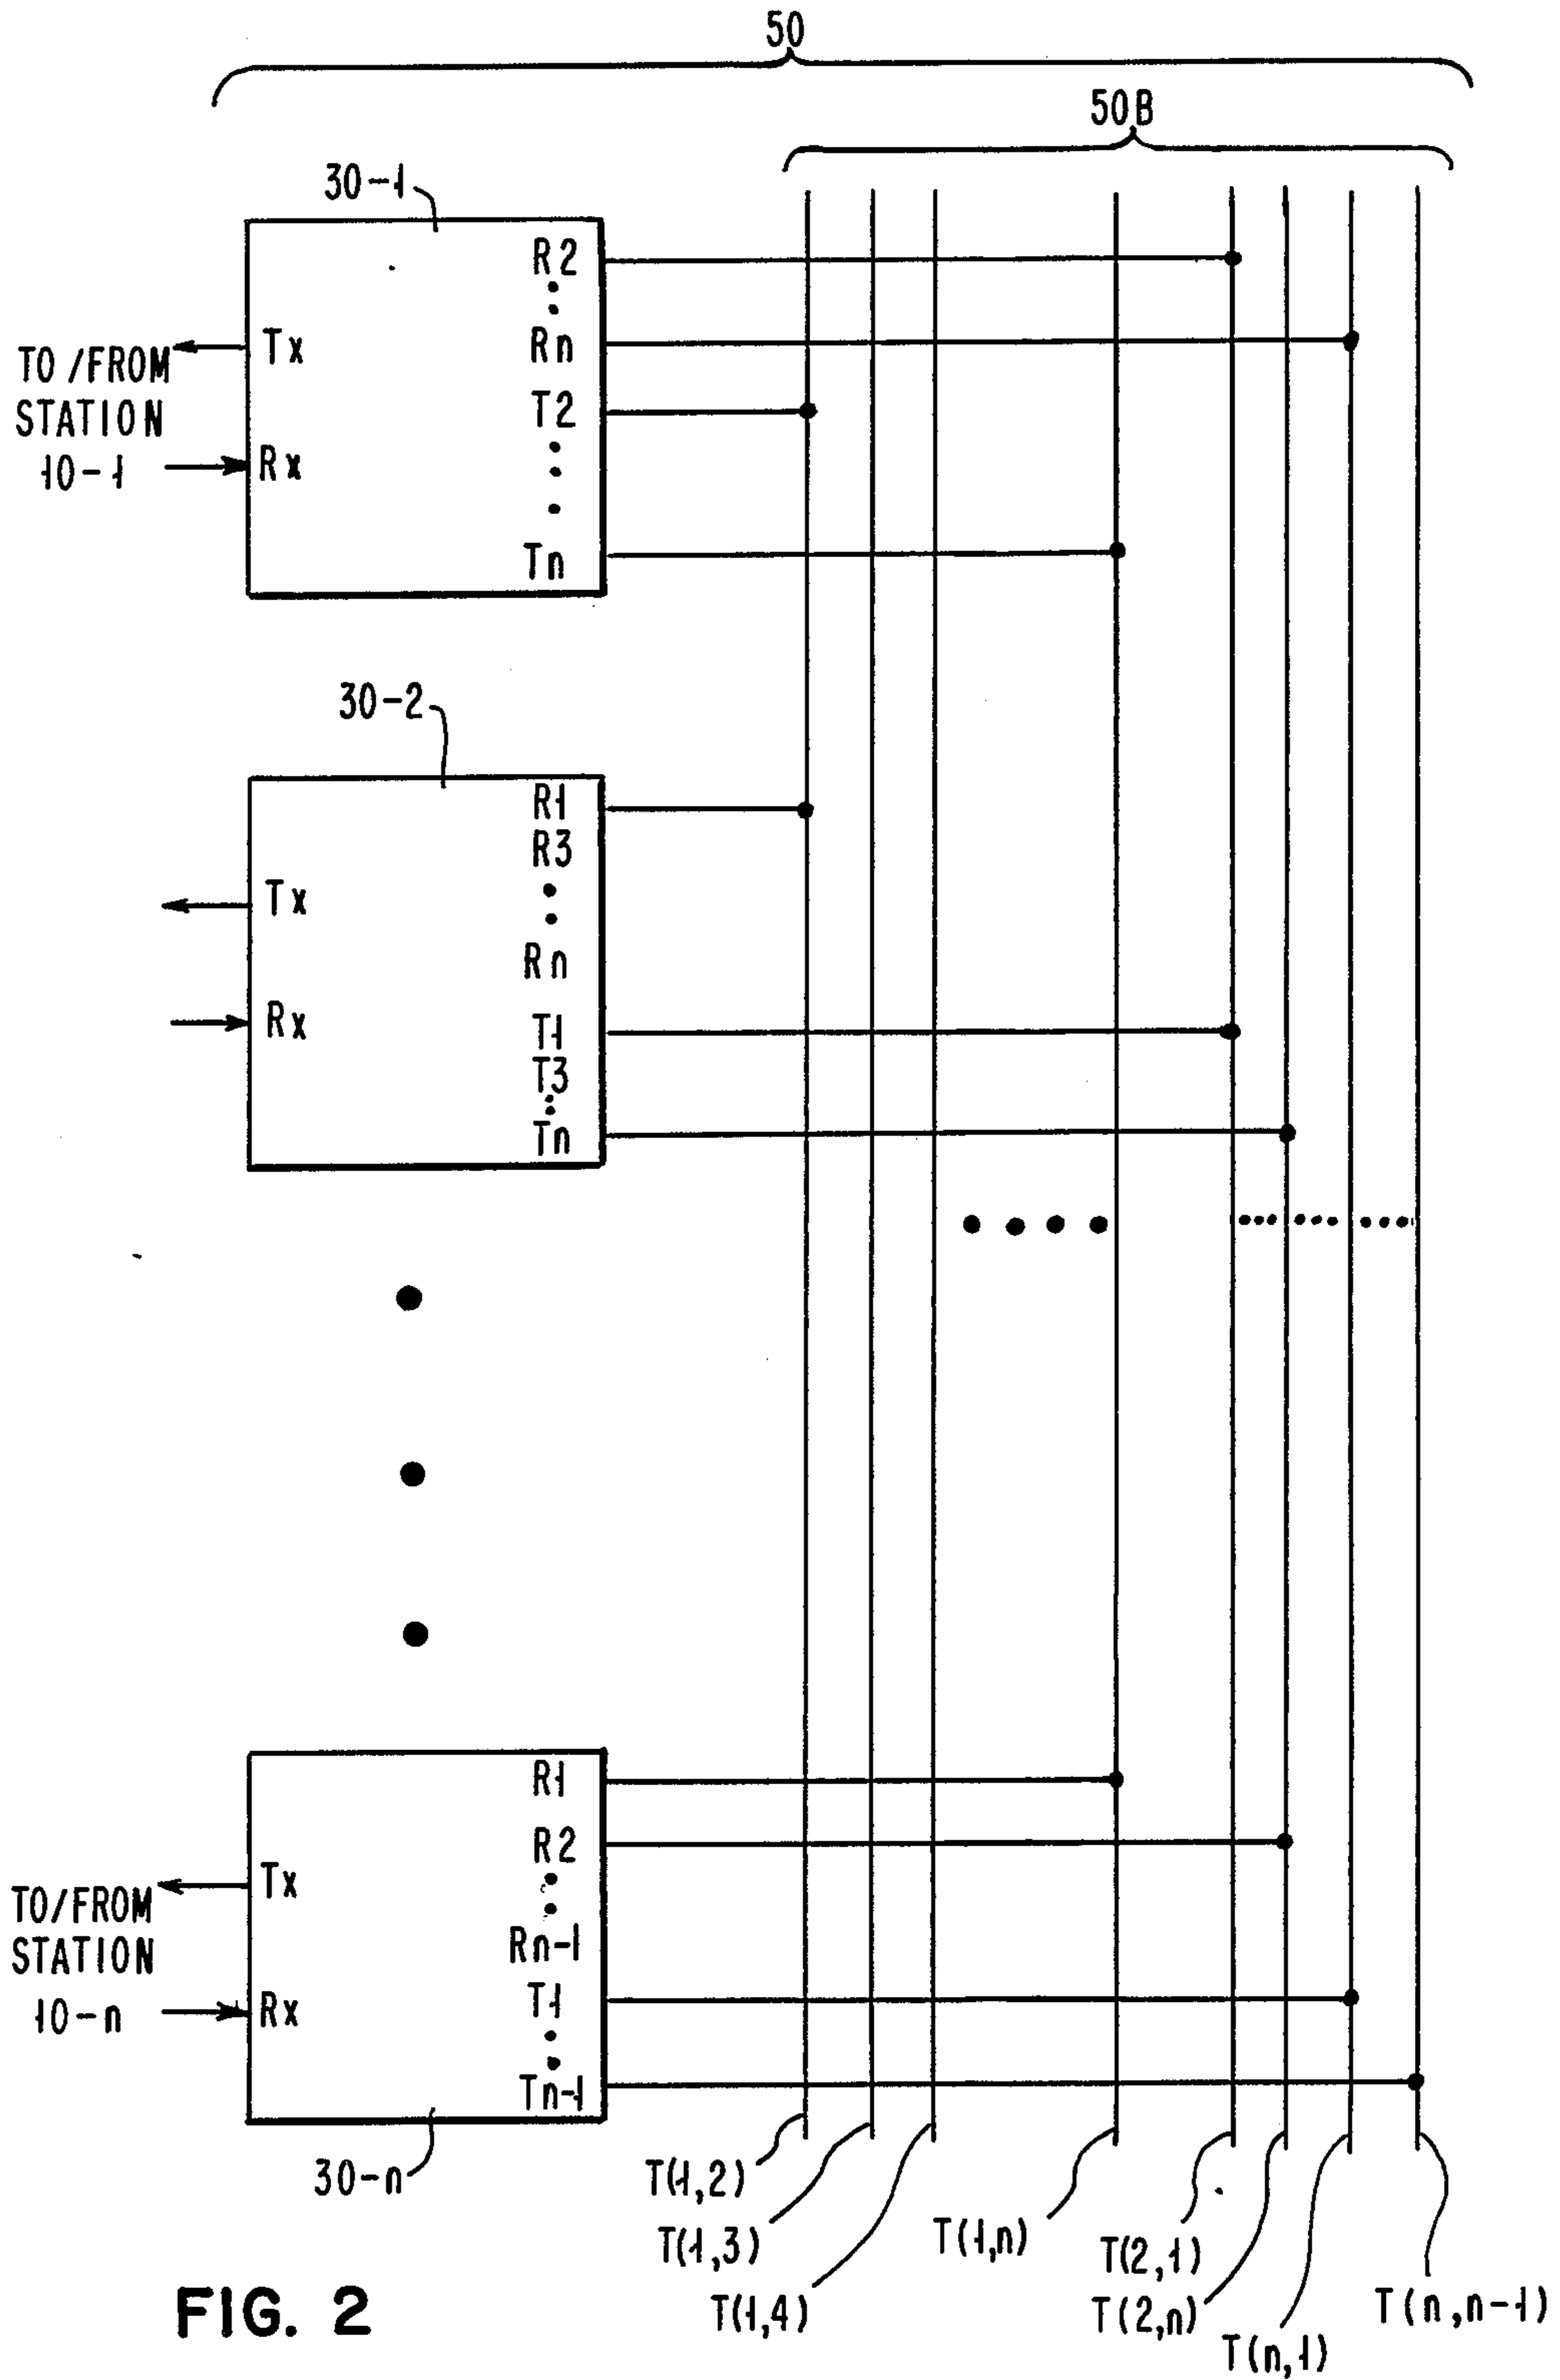 50
50B
30-1
R2
Rn
Tx
TO/FROM
STATION
10-1
T2
Rx
Tn
30-2
R1
R3
Tx
Rn
Rx
T1
T3
Tn
R1
R2
Tx
TO/FROM
STATION
10-n
Rn-1
T1
Rx
Tn-1
30-n
T(1,2)
T(1,3)
T(1,4)
T(1,n)
T(2,1)
T(2,n)
T(n,1)
T(n,n-1)
FIG. 2